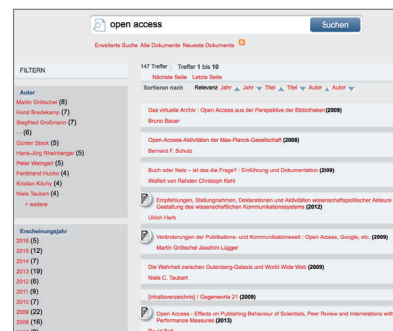 open access
Suchen
Erweiterte Suche Alle Dokumente Neueste Dokumente
FILTERN
Autor
Martin Grötschel (8)
Horst Bredekamp (7)
Siegfried Großmann (7)
- - (6)
Günter Stock (5)
Hans-Jörg Rheinberger (5)
Peter Weingart (5)
Ferdinand Hucho (4)
Kristian Köchy (4)
Niels Taubert (4)
+ weitere
Erscheinungsjahr
2016 (5)
2015 (12)
2014 (7)
2013 (19)
2012 (6)
2011 (9)
2010 (7)
2009 (22)
2008 (16)
147 Treffer Treffer 1 bis 10
Nächste Seite Letzte Seite
Sortieren nach Relevanz Jahr Jahr Titel Titel Autor Autor
Das virtuelle Archiv : Open Access aus der Perspektive der Bibliotheken (2009)
Bruno Bauer
Open-Access-Aktivitäten der Max-Planck-Gesellschaft (2008)
Bernard F. Schutz
Buch oder Netz – ist das die Frage? : Einführung und Dokumentation (2009)
Wolfert von Rahden Christoph Kehl
Empfehlungen, Stellungnahmen, Deklarationen und Aktivitäten wissenschaftspolitischer Akteure
Gestaltung des wissenschaftlichen Kommunikationssystems (2012)
Ulrich Herb
Veränderungen der Publikations- und Kommunikationswelt : Open Access, Google, etc. (2009)
Martin Grötschel Joachim Lügger
Die Wahrheit zwischen Gutenberg-Galaxis und World Wide Web (2009)
Niels C. Taubert
[Inhaltsverzeichnis] / Gegenworte 21 (2009)
Open Access - Effects on Publishing Behaviour of Scientists, Peer Review and Interrelations with
Performance Measures (2013)